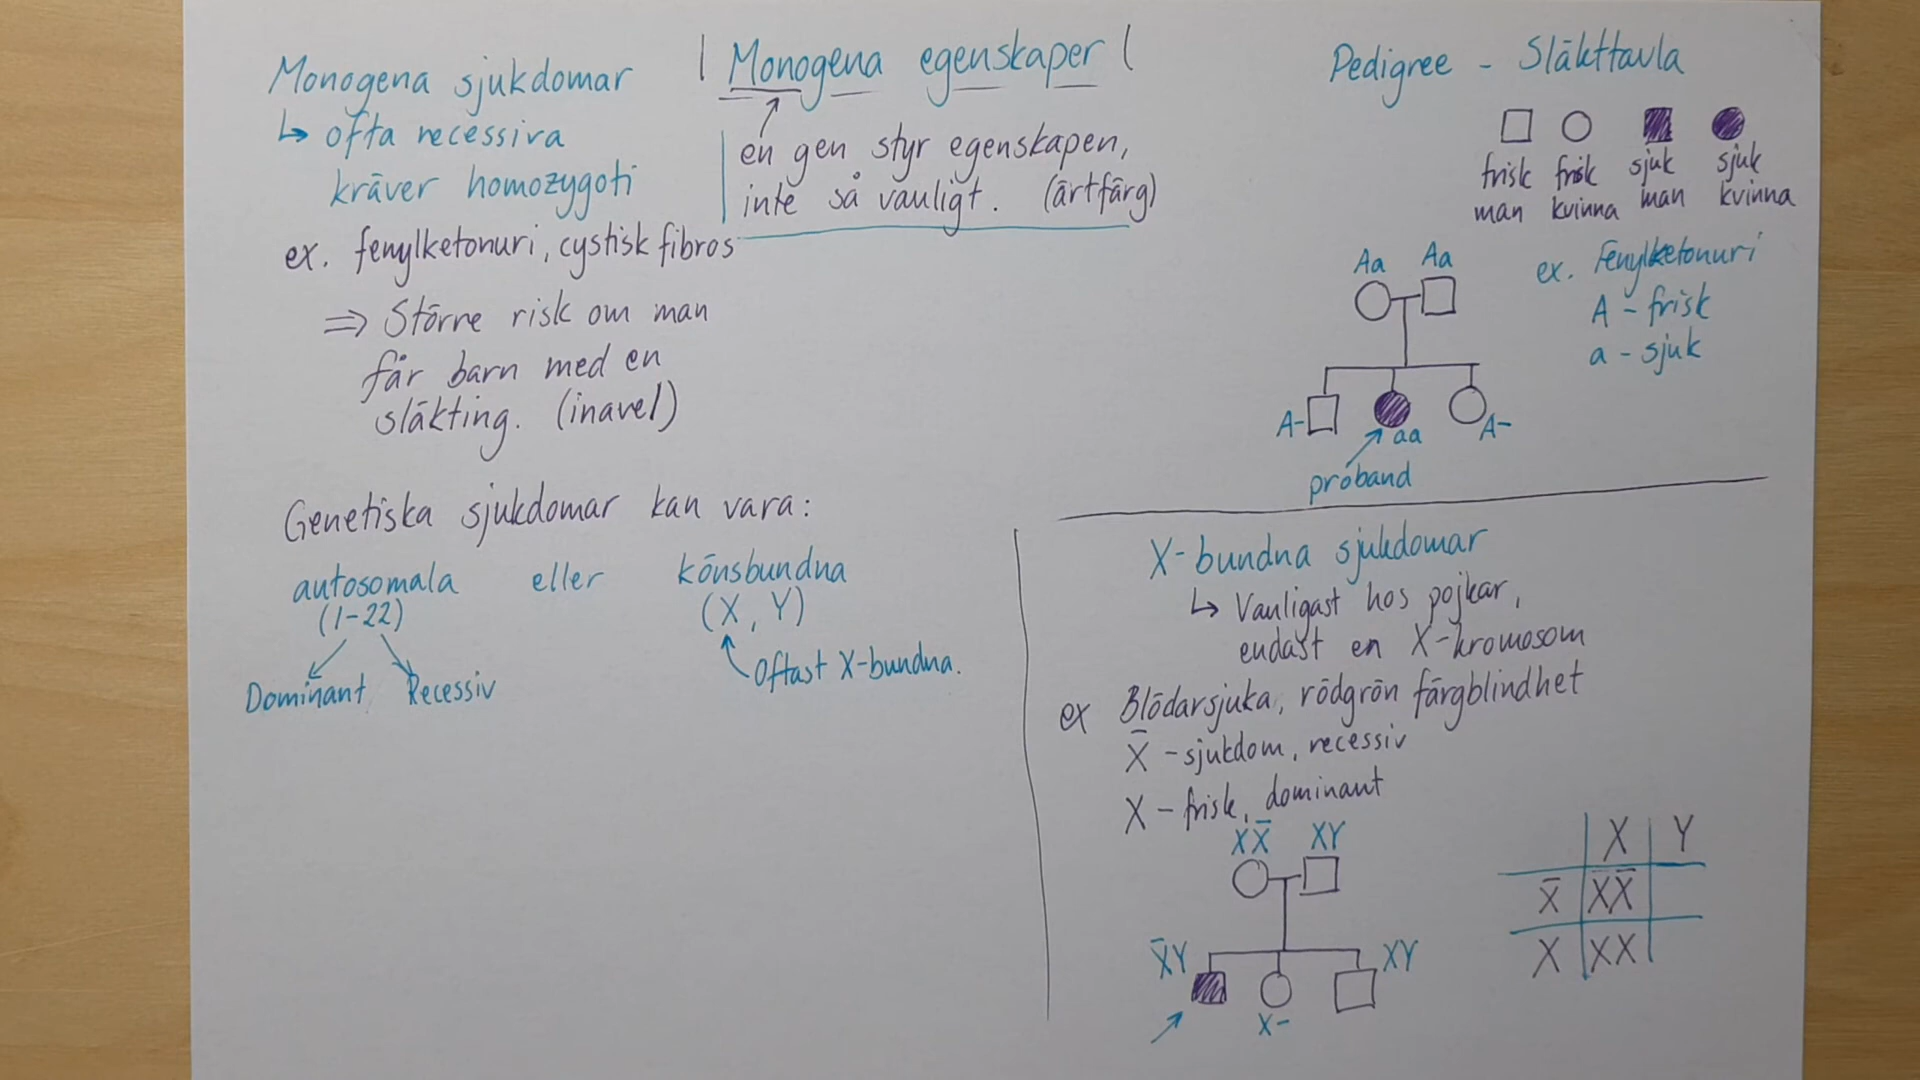 Monogena egenskaper
en gen styr egenskapen,
inte så vanligt. (ärtfärg)
Monogena sjukdomar
↳ ofta recessiva
kräver homozygoti
ex. fenylketonuri, cystisk fibros
⇒ Större risk om man
får barn med en
släkting. (inavel)
Genetiska sjukdomar kan vara:
autosomala eller könsbundna
(1-22) (X, Y)
Oftast X-bundna.
Dominant Recessiv
Pedigree - Släkttavla
frisk frisk sjuk sjuk
man kvinna man kvinna
ex. Fenylketonuri
A - frisk
a - sjuk
Aa Aa
A- aa A-
proband
X-bundna sjukdomar
↳ Vanligast hos pojkar,
endast en X-kromosom
ex Blödarsjuka, rödgrön färgblindhet
X̄ - sjukdom, recessiv
X - frisk, dominant
XX̄ XY
X̄Y X- XY
X Y
X̄ XX̄
X XX